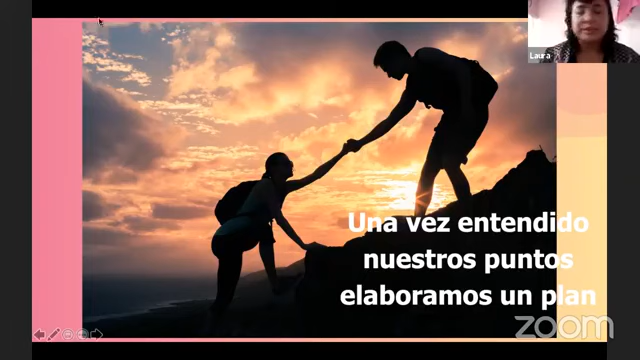 Laura
Una vez entendido
nuestros puntos
elaboramos un plan
zoom